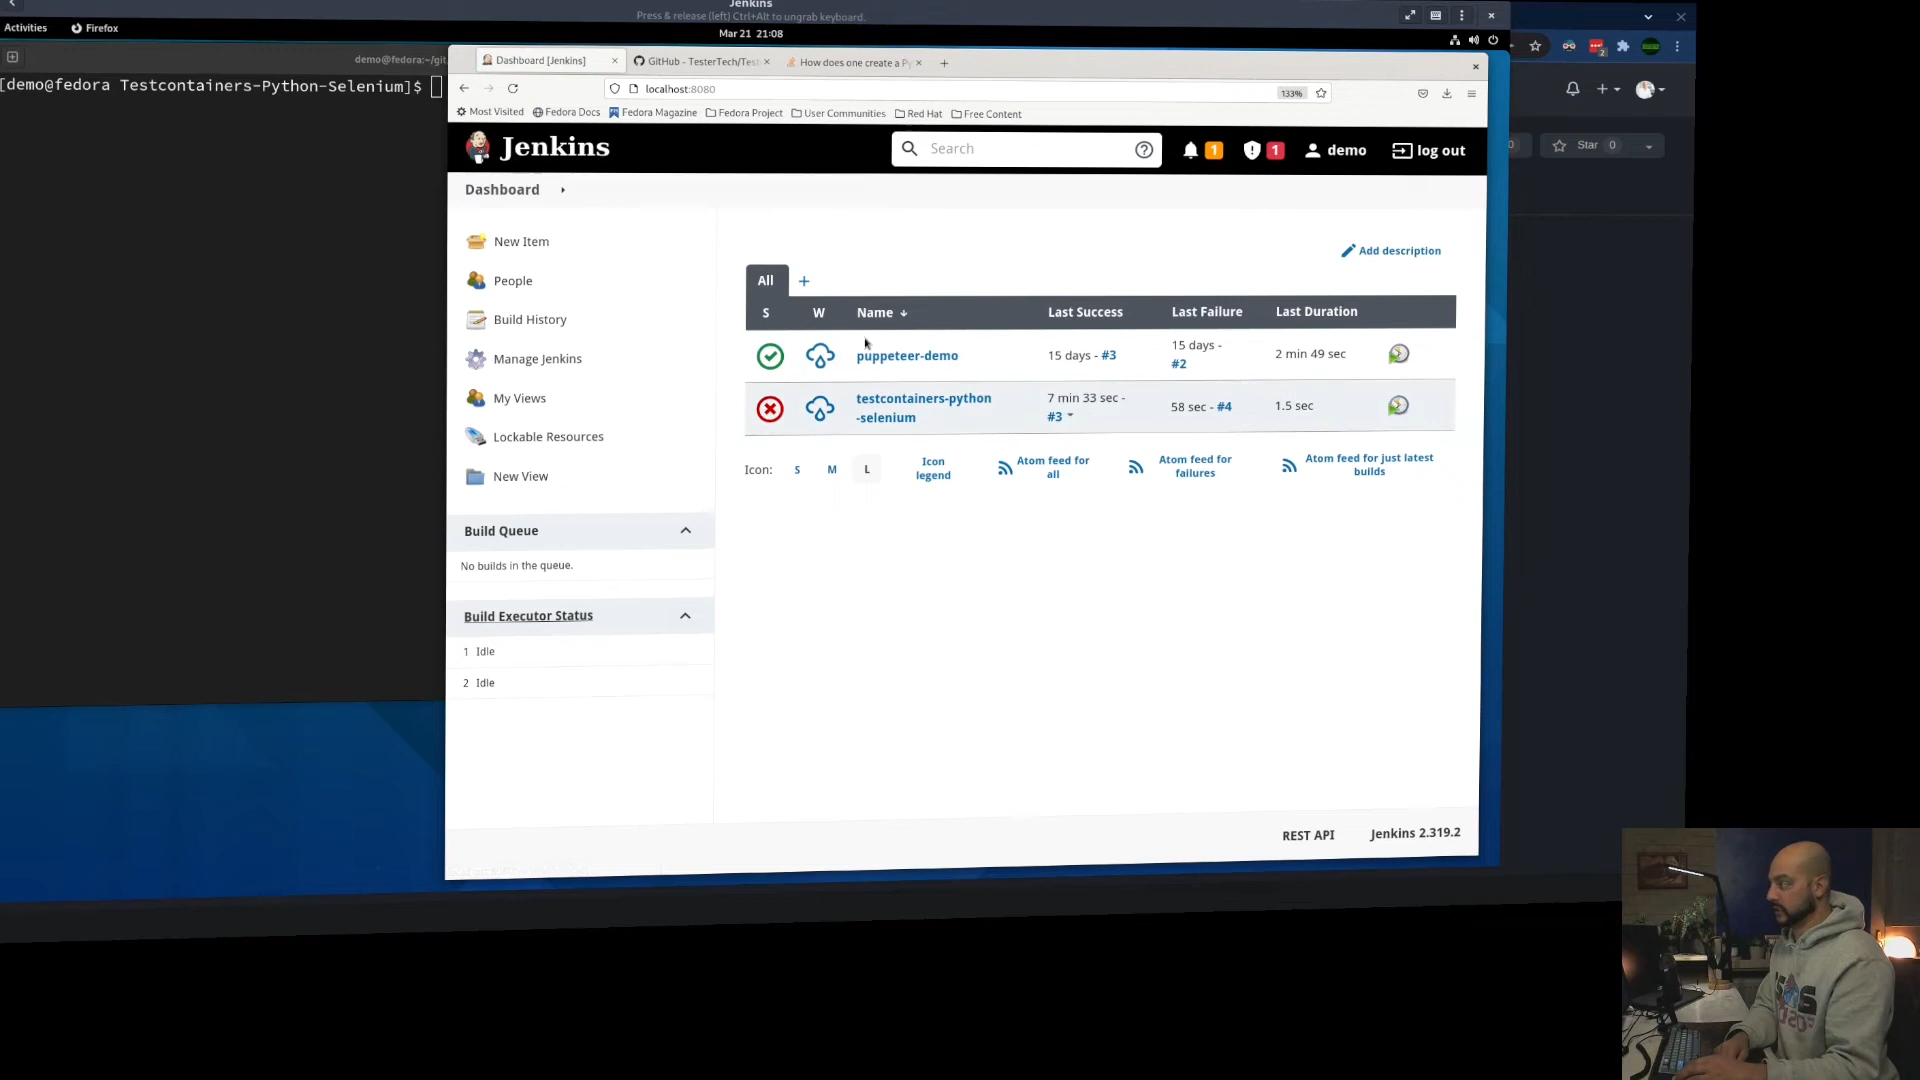 Jenkins
Press & release (left) Ctrl+Alt to ungrab keyboard.
Activities
Firefox
Mar 21 21:08
demo@fedora:~/git
[demo@fedora Testcontainers-Python-Selenium]$
Dashboard [Jenkins]
GitHub - TesterTech/Test
How does one create a Py
localhost:8080
133%
Most Visited
Fedora Docs
Fedora Magazine
Fedora Project
User Communities
Red Hat
Free Content
2
Star 0
0
Jenkins
Search
1
1
demo
log out
Dashboard
New Item
People
Build History
Manage Jenkins
My Views
Lockable Resources
New View
Build Queue
No builds in the queue.
Build Executor Status
1 Idle
2 Idle
Add description
All +
S W Name Last Success Last Failure Last Duration
puppeteer-demo
15 days - #3
15 days -
#2
2 min 49 sec
testcontainers-python
-selenium
7 min 33 sec -
#3
58 sec - #4
1.5 sec
Icon: S M L
Icon
legend
Atom feed for
all
Atom feed for
failures
Atom feed for just latest
builds
REST API
Jenkins 2.319.2